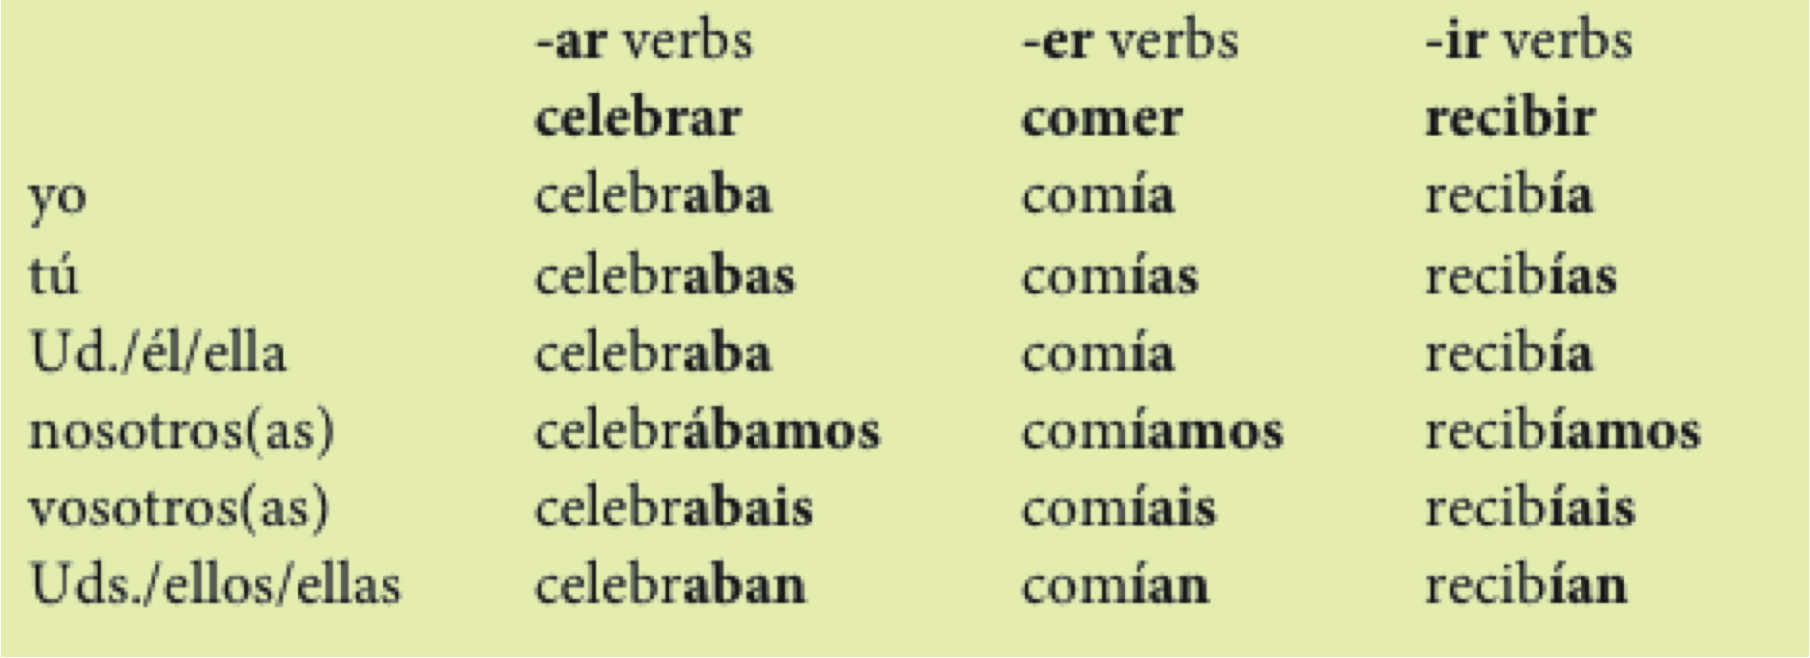 -ar verbs -er verbs -ir verbs
celebrar comer recibir
yo celebraba comía recibía
tú celebrabas comías recibías
Ud./él/ella celebraba comía recibía
nosotros(as) celebrábamos comíamos recibíamos
vosotros(as) celebrabais comíais recibíais
Uds./ellos/ellas celebraban comían recibían